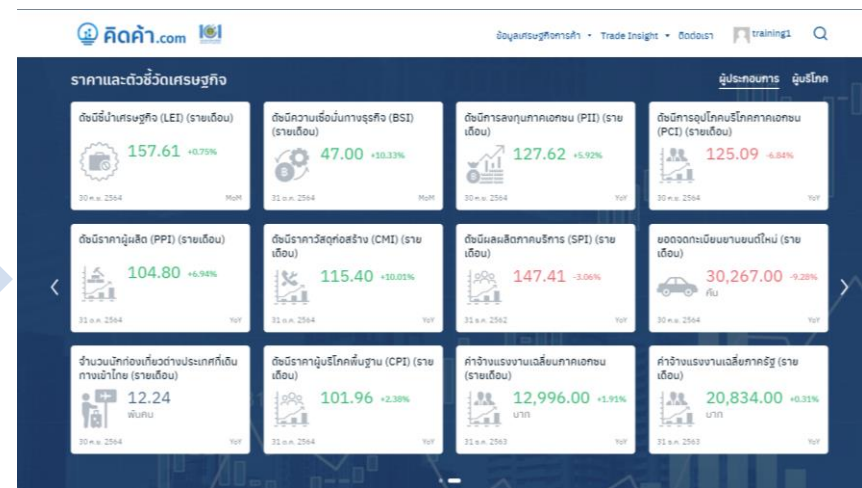 คิดค้า.com
ข้อมูลเศรษฐกิจการค้า Trade Insight ติดต่อเรา training1
ราคาและตัวชี้วัดเศรษฐกิจ
ผู้ประกอบการ ผู้บริโภค
ดัชนีชี้นำเศรษฐกิจ (LEI) (รายเดือน)
157.61 +0.75%
30 ก.ย. 2564 MoM
ดัชนีความเชื่อมั่นทางธุรกิจ (BSI)
(รายเดือน)
47.00 +10.33%
31 ต.ค. 2564 MoM
ดัชนีการลงทุนภาคเอกชน (PII) (ราย
เดือน)
127.62 +5.92%
30 ก.ย. 2564 YoY
ดัชนีการอุปโภคบริโภคภาคเอกชน
(PCI) (รายเดือน)
125.09 -6.84%
30 ก.ย. 2564 YoY
ดัชนีราคาผู้ผลิต (PPI) (รายเดือน)
104.80 +6.94%
31 ต.ค. 2564 YoY
ดัชนีราคาวัสดุก่อสร้าง (CMI) (ราย
เดือน)
115.40 +10.01%
31 ต.ค. 2564 YoY
ดัชนีผลผลิตภาคบริการ (SPI) (ราย
เดือน)
147.41 -3.06%
31 ธ.ค. 2562 YoY
ยอดจดทะเบียนยานยนต์ใหม่ (ราย
เดือน)
30,267.00 -9.28%
คัน
30 ก.ย. 2564 YoY
จำนวนนักท่องเที่ยวต่างประเทศที่เดิน
ทางเข้าไทย (รายเดือน)
12.24
พันคน
30 ก.ย. 2564 YoY
ดัชนีราคาผู้บริโภคพื้นฐาน (CPI) (ราย
เดือน)
101.96 +2.38%
31 ต.ค. 2564 YoY
ค่าจ้างแรงงานเฉลี่ยนภาคเอกชน
(รายเดือน)
12,996.00 +1.91%
บาท
31 ธ.ค. 2563 YoY
ค่าจ้างแรงงานเฉลี่ยภาครัฐ (ราย
เดือน)
20,834.00 +0.31%
บาท
31 ธ.ค. 2563 YoY